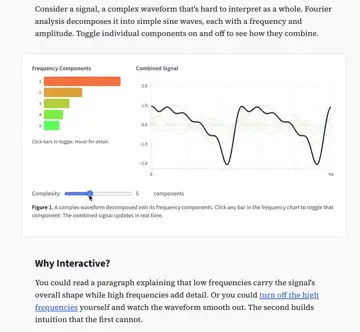 Consider a signal, a complex waveform that's hard to interpret as a whole. Fourier
analysis decomposes it into simple sine waves, each with a frequency and
amplitude. Toggle individual components on and off to see how they combine.
Frequency Components
1
2
3
4
5
Click bars to toggle. Hover for detail.
Combined Signal
2.0
1.0
0.0
-1.0
-2.0
0
4π
Complexity: 5 components
Figure 1. A complex waveform decomposed into its frequency components. Click any bar in the frequency chart to toggle that
component. The combined signal updates in real time.
Why Interactive?
You could read a paragraph explaining that low frequencies carry the signal's
overall shape while high frequencies add detail. Or you could turn off the high
frequencies yourself and watch the waveform smooth out. The second builds
intuition that the first cannot.